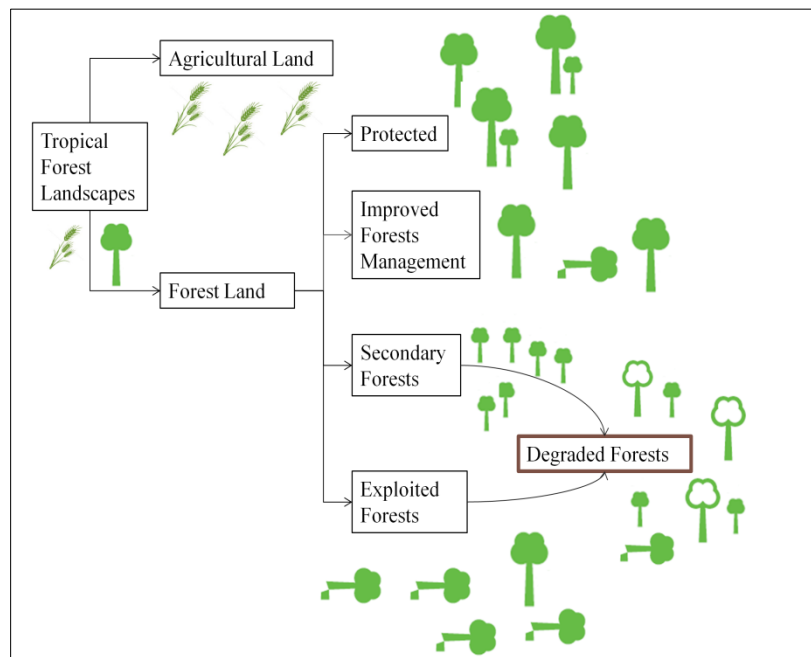 Agricultural Land
Tropical
Forest
Landscapes
Protected
Improved
Forests
Management
Forest Land
Secondary
Forests
Degraded Forests
Exploited
Forests